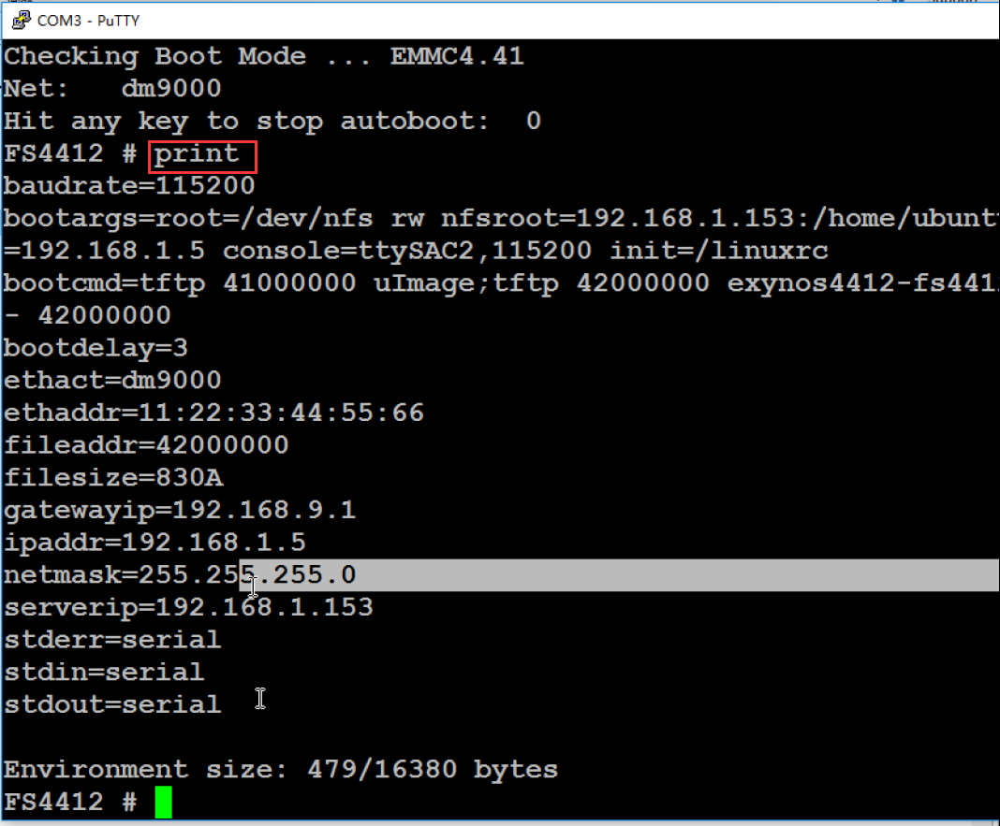 COM3 - PuTTY
Checking Boot Mode ... EMMC4.41
Net:   dm9000
Hit any key to stop autoboot:  0
FS4412 # print
baudrate=115200
bootargs=root=/dev/nfs rw nfsroot=192.168.1.153:/home/ubunt
=192.168.1.5 console=ttySAC2,115200 init=/linuxrc
bootcmd=tftp 41000000 uImage;tftp 42000000 exynos4412-fs441
- 42000000
bootdelay=3
ethact=dm9000
ethaddr=11:22:33:44:55:66
fileaddr=42000000
filesize=830A
gatewayip=192.168.9.1
ipaddr=192.168.1.5
netmask=255.255.255.0
serverip=192.168.1.153
stderr=serial
stdin=serial
stdout=serial
Environment size: 479/16380 bytes
FS4412 #